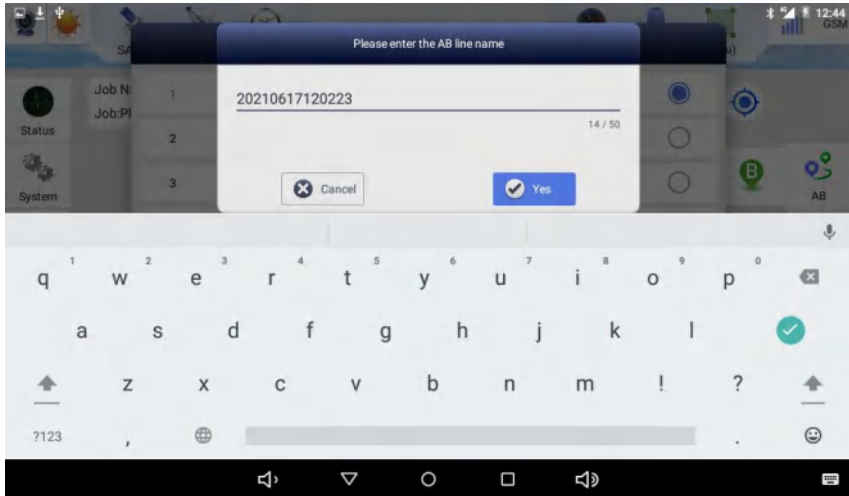 12:44
GSM
SA
u)
Please enter the AB line name
Job N
Job:Pl
1
20210617120223
14 / 50
Status
2
3
Cancel
Yes
B
System
AB
1 2 3 4 5 6 7 8 9 0
q w e r t y u i o p
a s d f g h j k l
z x c v b n m ! ?
?123 , .